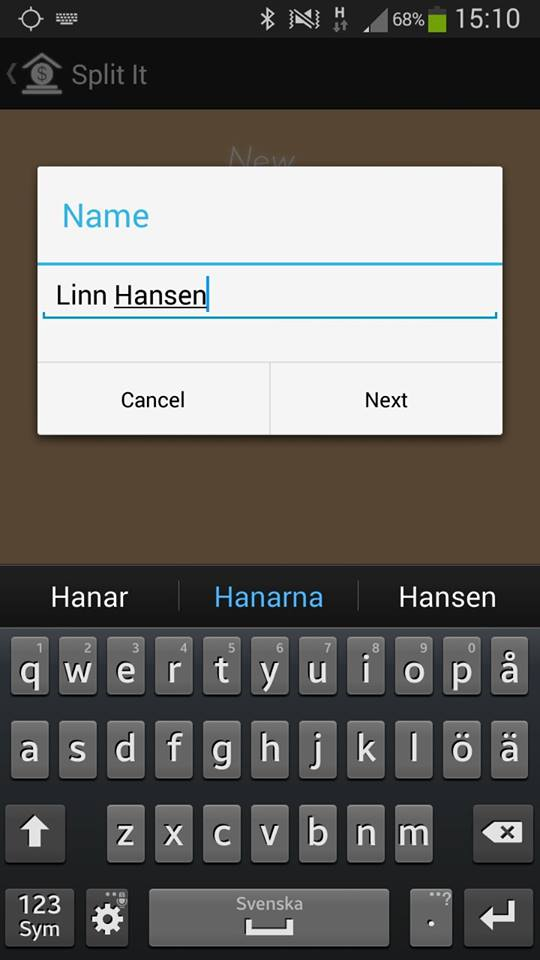 H 68% 15:10
Split It
New
Name
Linn Hansen
Cancel Next
Hanar Hanarna Hansen
1 2 3 4 5 6 7 8 9 0
q w e r t y u i o p å
a s d f g h j k l ö ä
z x c v b n m
123 Sym Svenska . ?